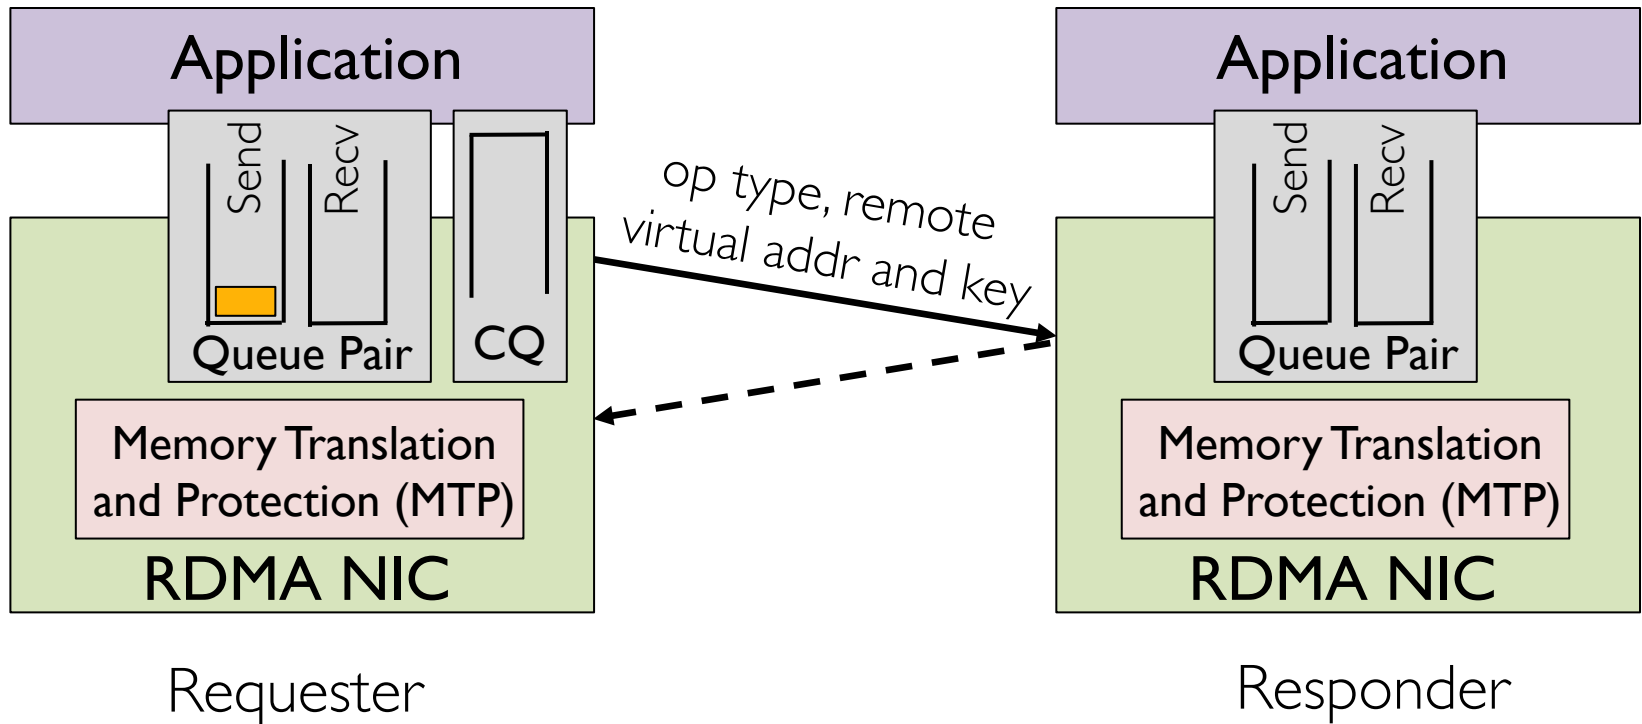 Application
Send
Recv
Queue Pair
CQ
Memory Translation
and Protection (MTP)
RDMA NIC
Requester
op type, remote
virtual addr and key
Application
Send
Recv
Queue Pair
Memory Translation
and Protection (MTP)
RDMA NIC
Responder